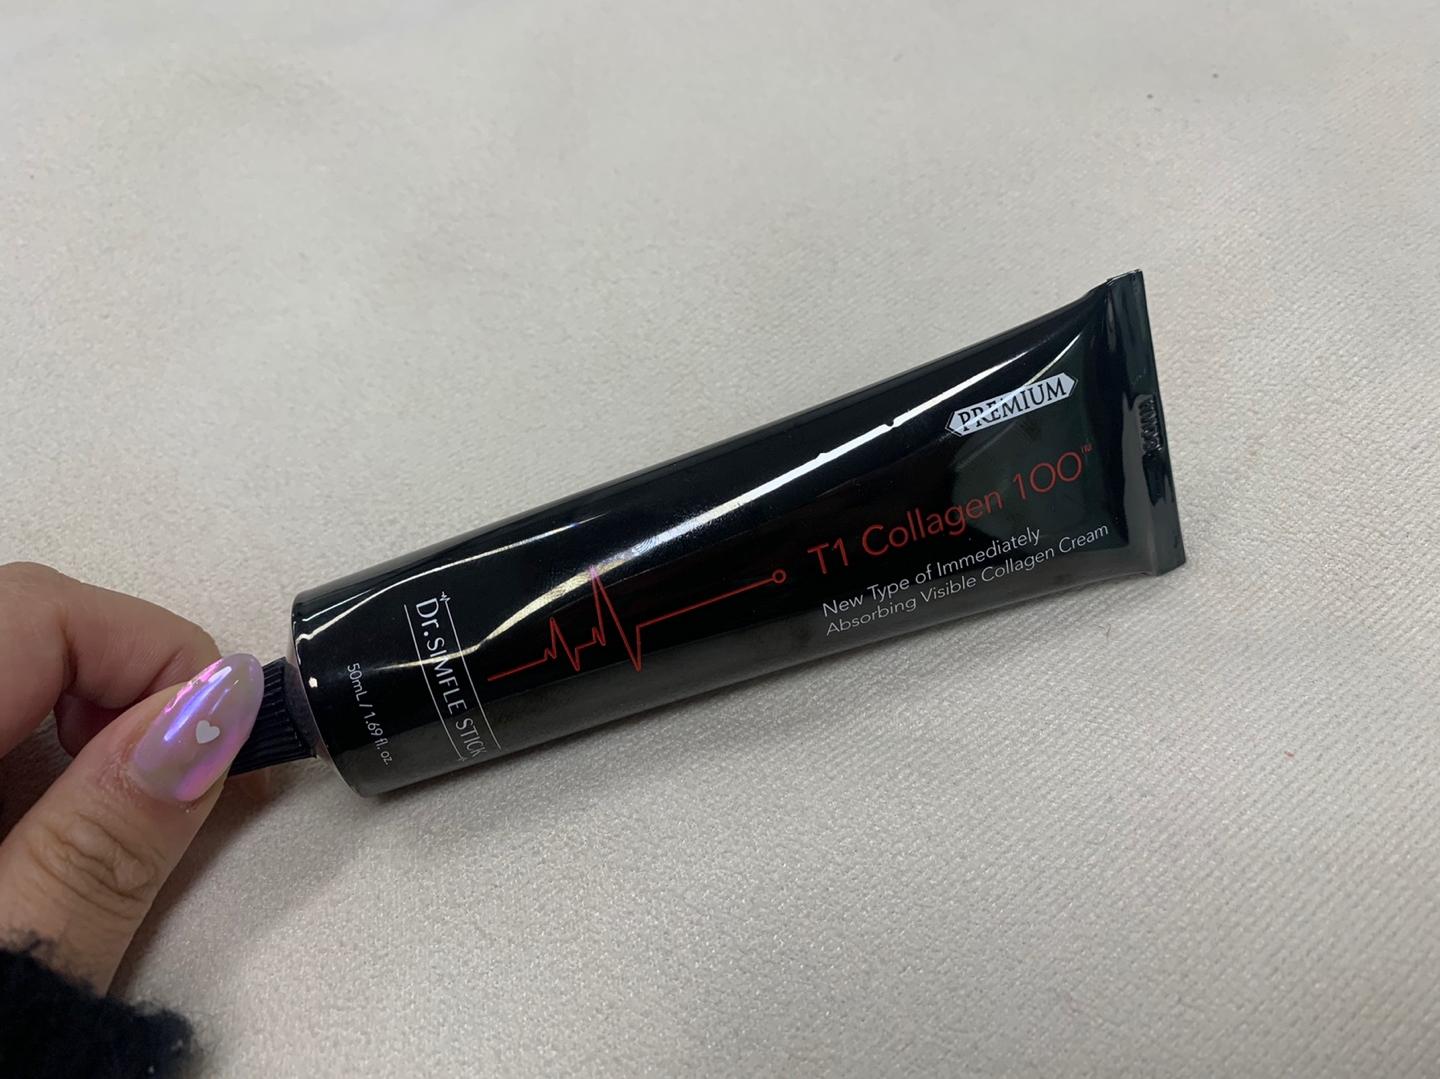 PREMIUM
T1 Collagen 100™
New Type of Immediately
Absorbing Visible Collagen Cream
Dr.SIMFLE STICK
50mL / 1.69 fl. oz.